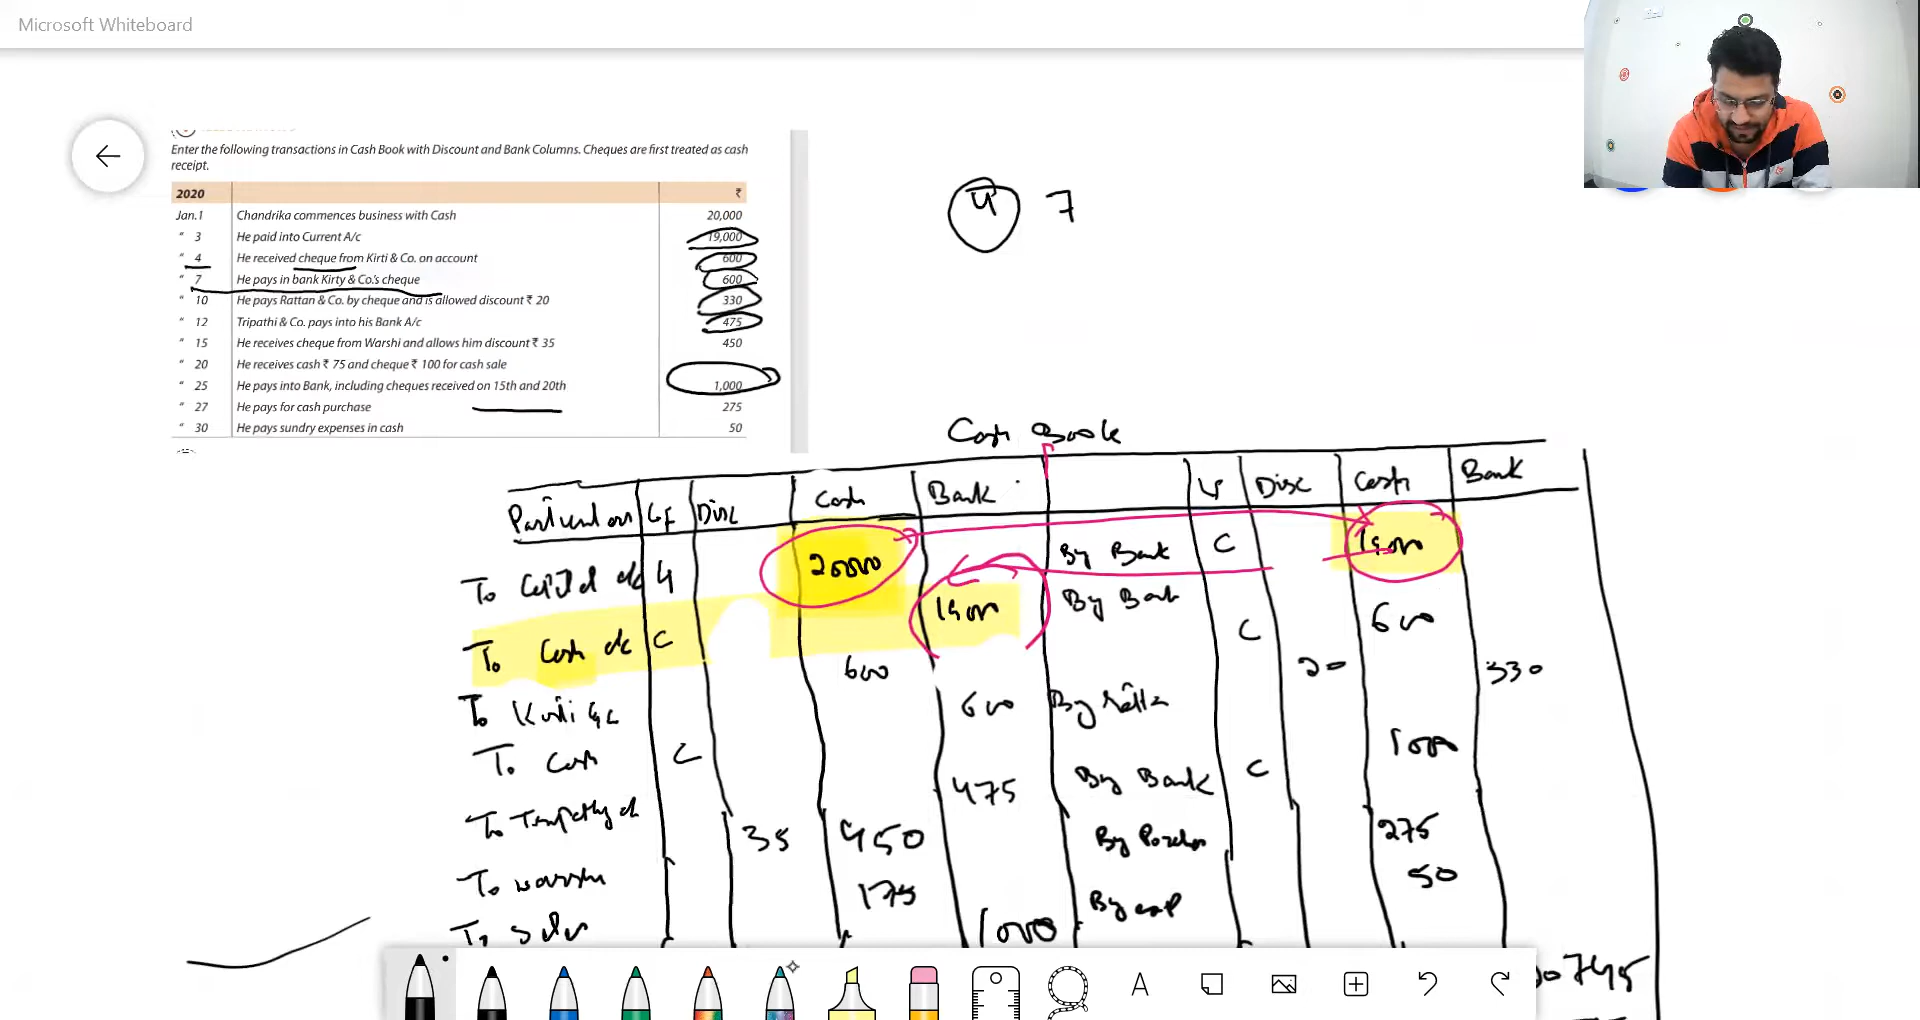 Microsoft Whiteboard
Enter the following transactions in Cash Book with Discount and Bank Columns. Cheques are first treated as cash
receipt.
2020 ₹
Jan.1 Chandrika commences business with Cash 20,000
" 3 He paid into Current A/c 19,000
" 4 He received cheque from Kirti & Co. on account 600
" 7 He pays in bank Kirty & Co.'s cheque 600
" 10 He pays Rattan & Co. by cheque and is allowed discount ₹ 20 330
" 12 Tripathi & Co. pays into his Bank A/c 475
" 15 He receives cheque from Warshi and allows him discount ₹ 35 450
" 20 He receives cash ₹ 75 and cheque ₹ 100 for cash sale
" 25 He pays into Bank, including cheques received on 15th and 20th 1,000
" 27 He pays for cash purchase 275
" 30 He pays sundry expenses in cash 50
4 7
Cash Book
Particulars LF Disc Cash Bank LF Disc Cash Bank
To 20000 By Bank C 19000
To Cash a/c C 19000 By Bank C 600
To 600 By 20 330
To Cash C 600 By Bank C 1000
To 475 By 275
To 35 450 By exp 50
To Sales 175
1000
A